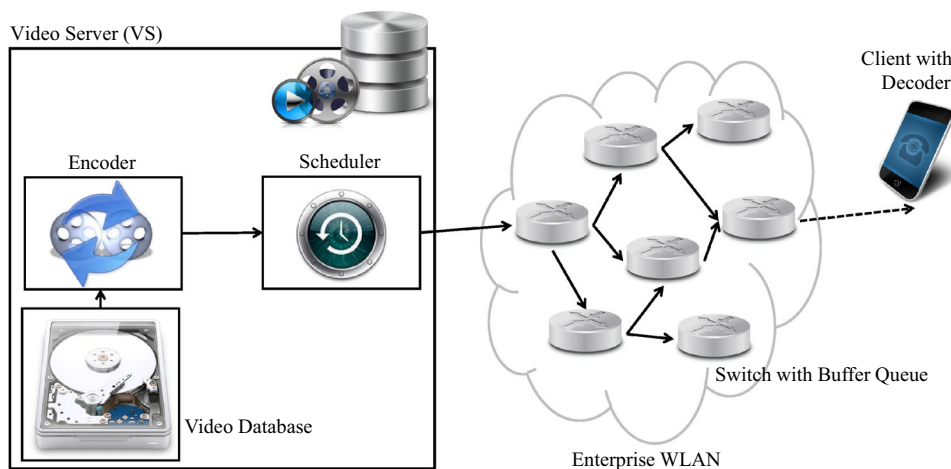 Video Server (VS)
Client with
Decoder
Encoder
Scheduler
Switch with Buffer Queue
Video Database
Enterprise WLAN